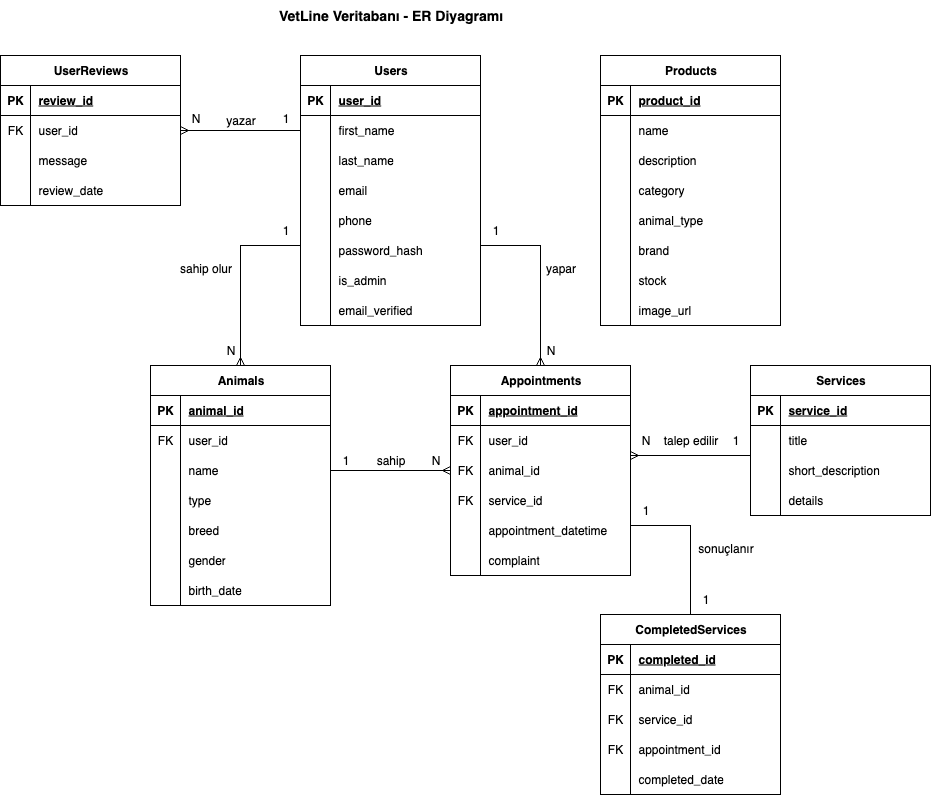 VetLine Veritabanı - ER Diyagramı
UserReviews
PK review_id
FK user_id
message
review_date
N yazar 1
Users
PK user_id
first_name
last_name
email
phone
password_hash
is_admin
email_verified
Products
PK product_id
name
description
category
animal_type
brand
stock
image_url
1
sahip olur
N
1
yapar
N
Animals
PK animal_id
FK user_id
name
type
breed
gender
birth_date
1 sahip N
Appointments
PK appointment_id
FK user_id
FK animal_id
FK service_id
appointment_datetime
complaint
N talep edilir 1
Services
PK service_id
title
short_description
details
1
sonuçlanır
1
CompletedServices
PK completed_id
FK animal_id
FK service_id
FK appointment_id
completed_date